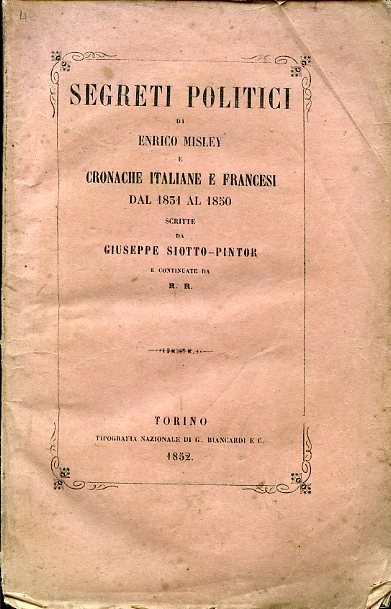 SEGRETI POLITICI
DI
ENRICO MISLEY
E
CRONACHE ITALIANE E FRANCESI
DAL 1831 AL 1850
SCRITTE
DA
GIUSEPPE SIOTTO-PINTOR
E CONTINUATE DA
R. R.
TORINO
TIPOGRAFIA NAZIONALE DI G. BIANCARDI E C.
1852.